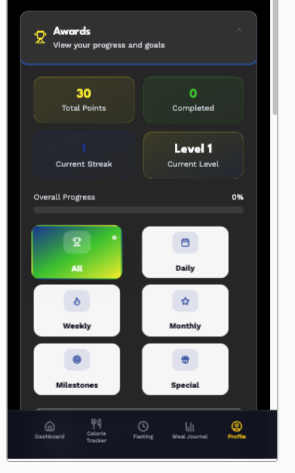 Awards
View your progress and goals
30
Total Points
0
Completed
1
Current Streak
Level 1
Current Level
Overall Progress
0%
All
Daily
Weekly
Monthly
Milestones
Special
Dashboard
Calorie
Tracker
Fasting
Meal Journal
Profile